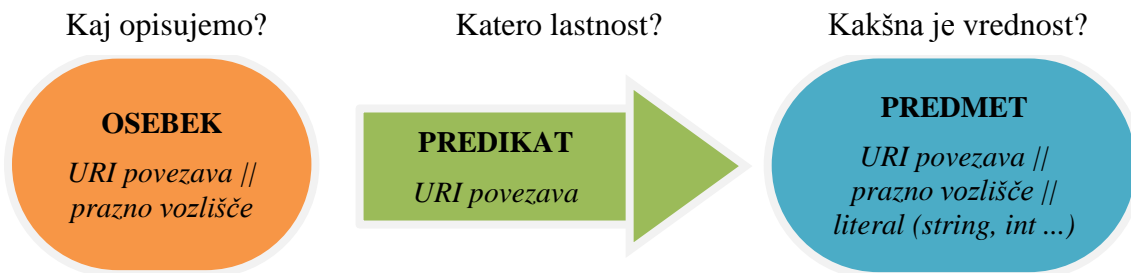 Kaj opisujemo?
Katero lastnost?
Kakšna je vrednost?
OSEBEK
URI povezava ||
prazno vozlišče
PREDIKAT
URI povezava
PREDMET
URI povezava ||
prazno vozlišče ||
literal (string, int ...)